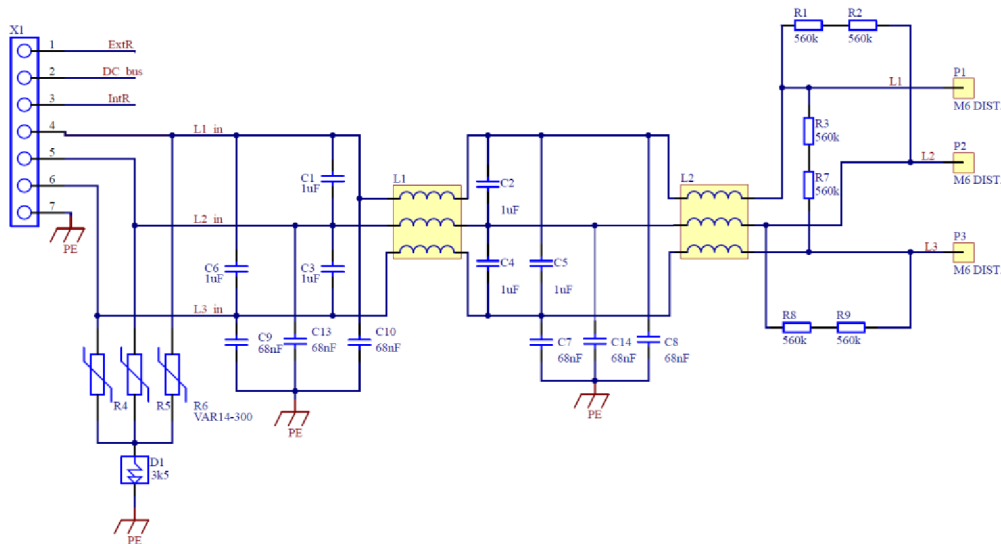 X1
1 ExtR
2 DC_bus
3 IntR
4
5
6
7
PE
L1_in
L2_in
L3_in
C1
1uF
C6
1uF
C3
1uF
C9
68nF
C13
68nF
C10
68nF
PE
R4
R5
R6
VAR14-300
D1
3k5
PE
L1
C2
1uF
C4
1uF
C5
1uF
C7
68nF
C14
68nF
C8
68nF
PE
L2
R1
560k
R2
560k
R3
560k
R7
560k
R8
560k
R9
560k
L1
L2
L3
P1
M6 DIST.
P2
M6 DIST.
P3
M6 DIST.